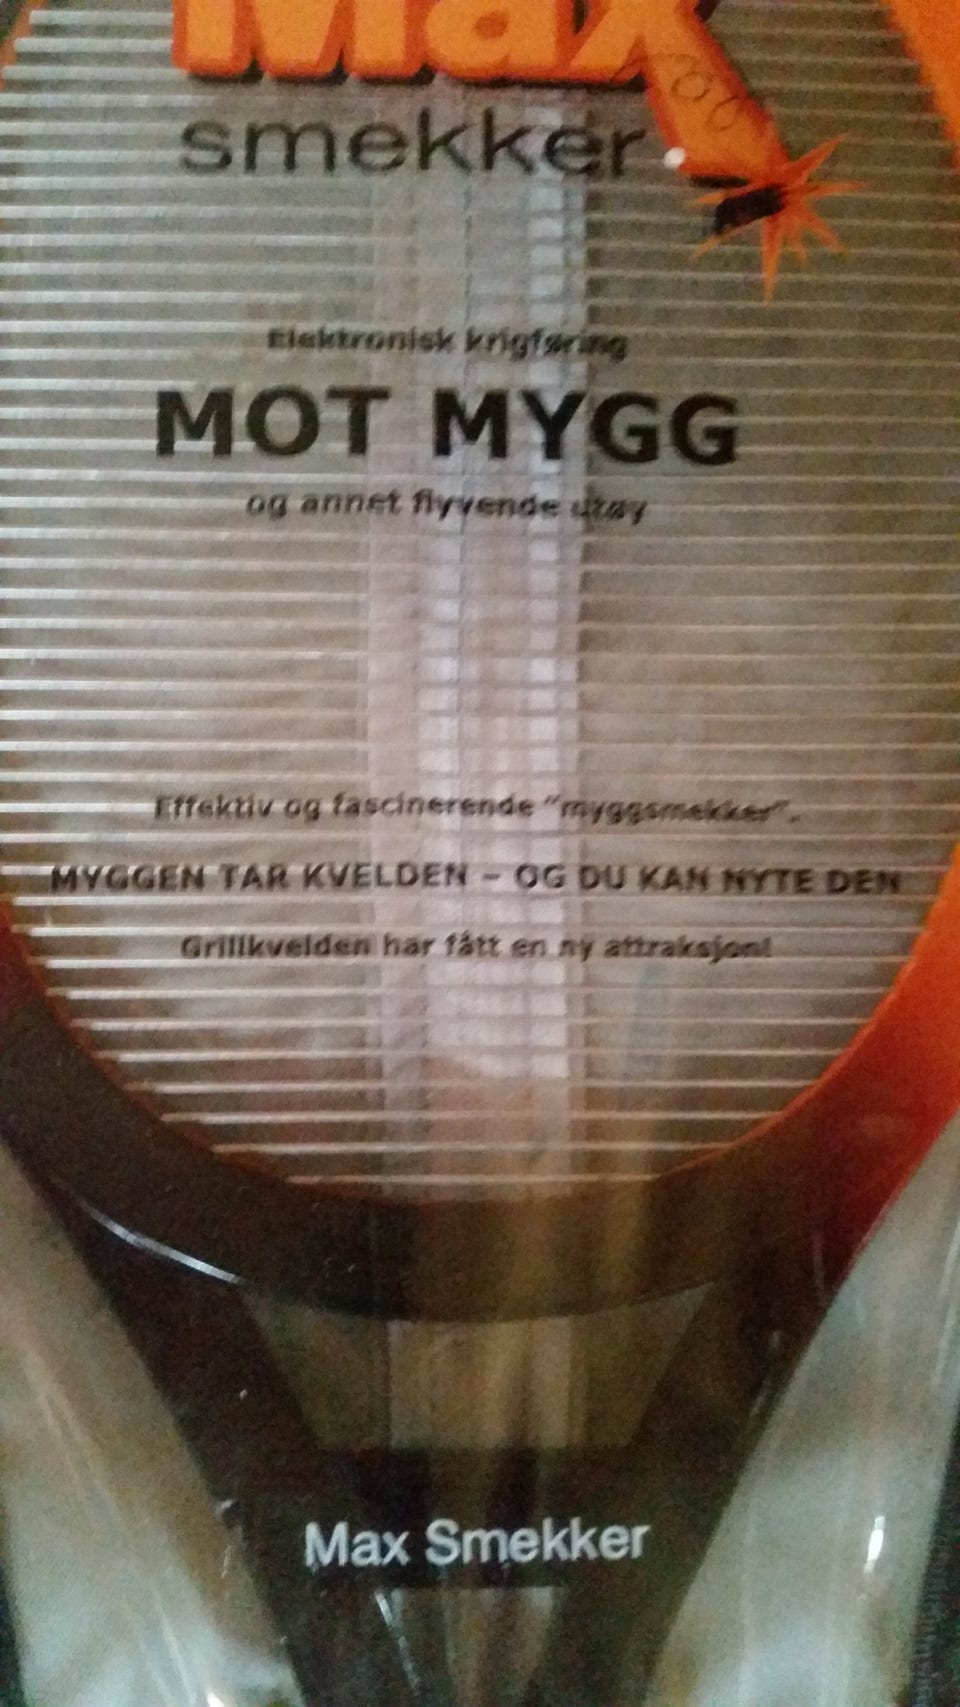 Max
smekker
Elektronisk krigføring
MOT MYGG
og annet flyvende utøy
Effektiv og fascinerende "myggsmekker".
MYGGEN TAR KVELDEN – OG DU KAN NYTE DEN
Grillkvelden har fått en ny attraksjon!
Max Smekker